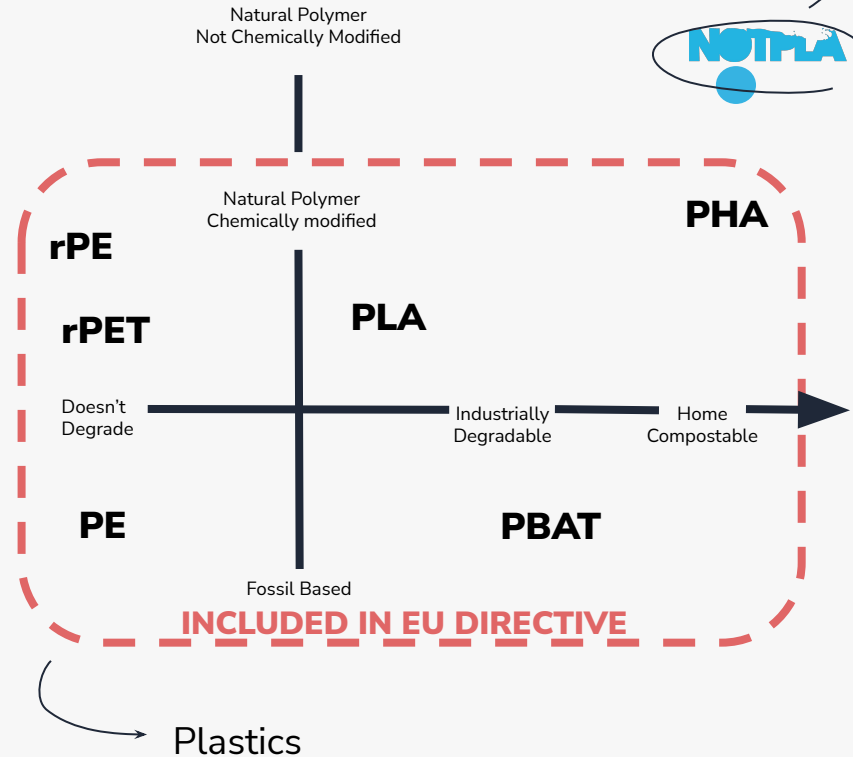 Natural Polymer
Not Chemically Modified
NOTPLA
Natural Polymer
Chemically modified
PHA
rPE
PLA
rPET
Doesn't
Degrade
Industrially
Degradable
Home
Compostable
PE
PBAT
Fossil Based
INCLUDED IN EU DIRECTIVE
Plastics